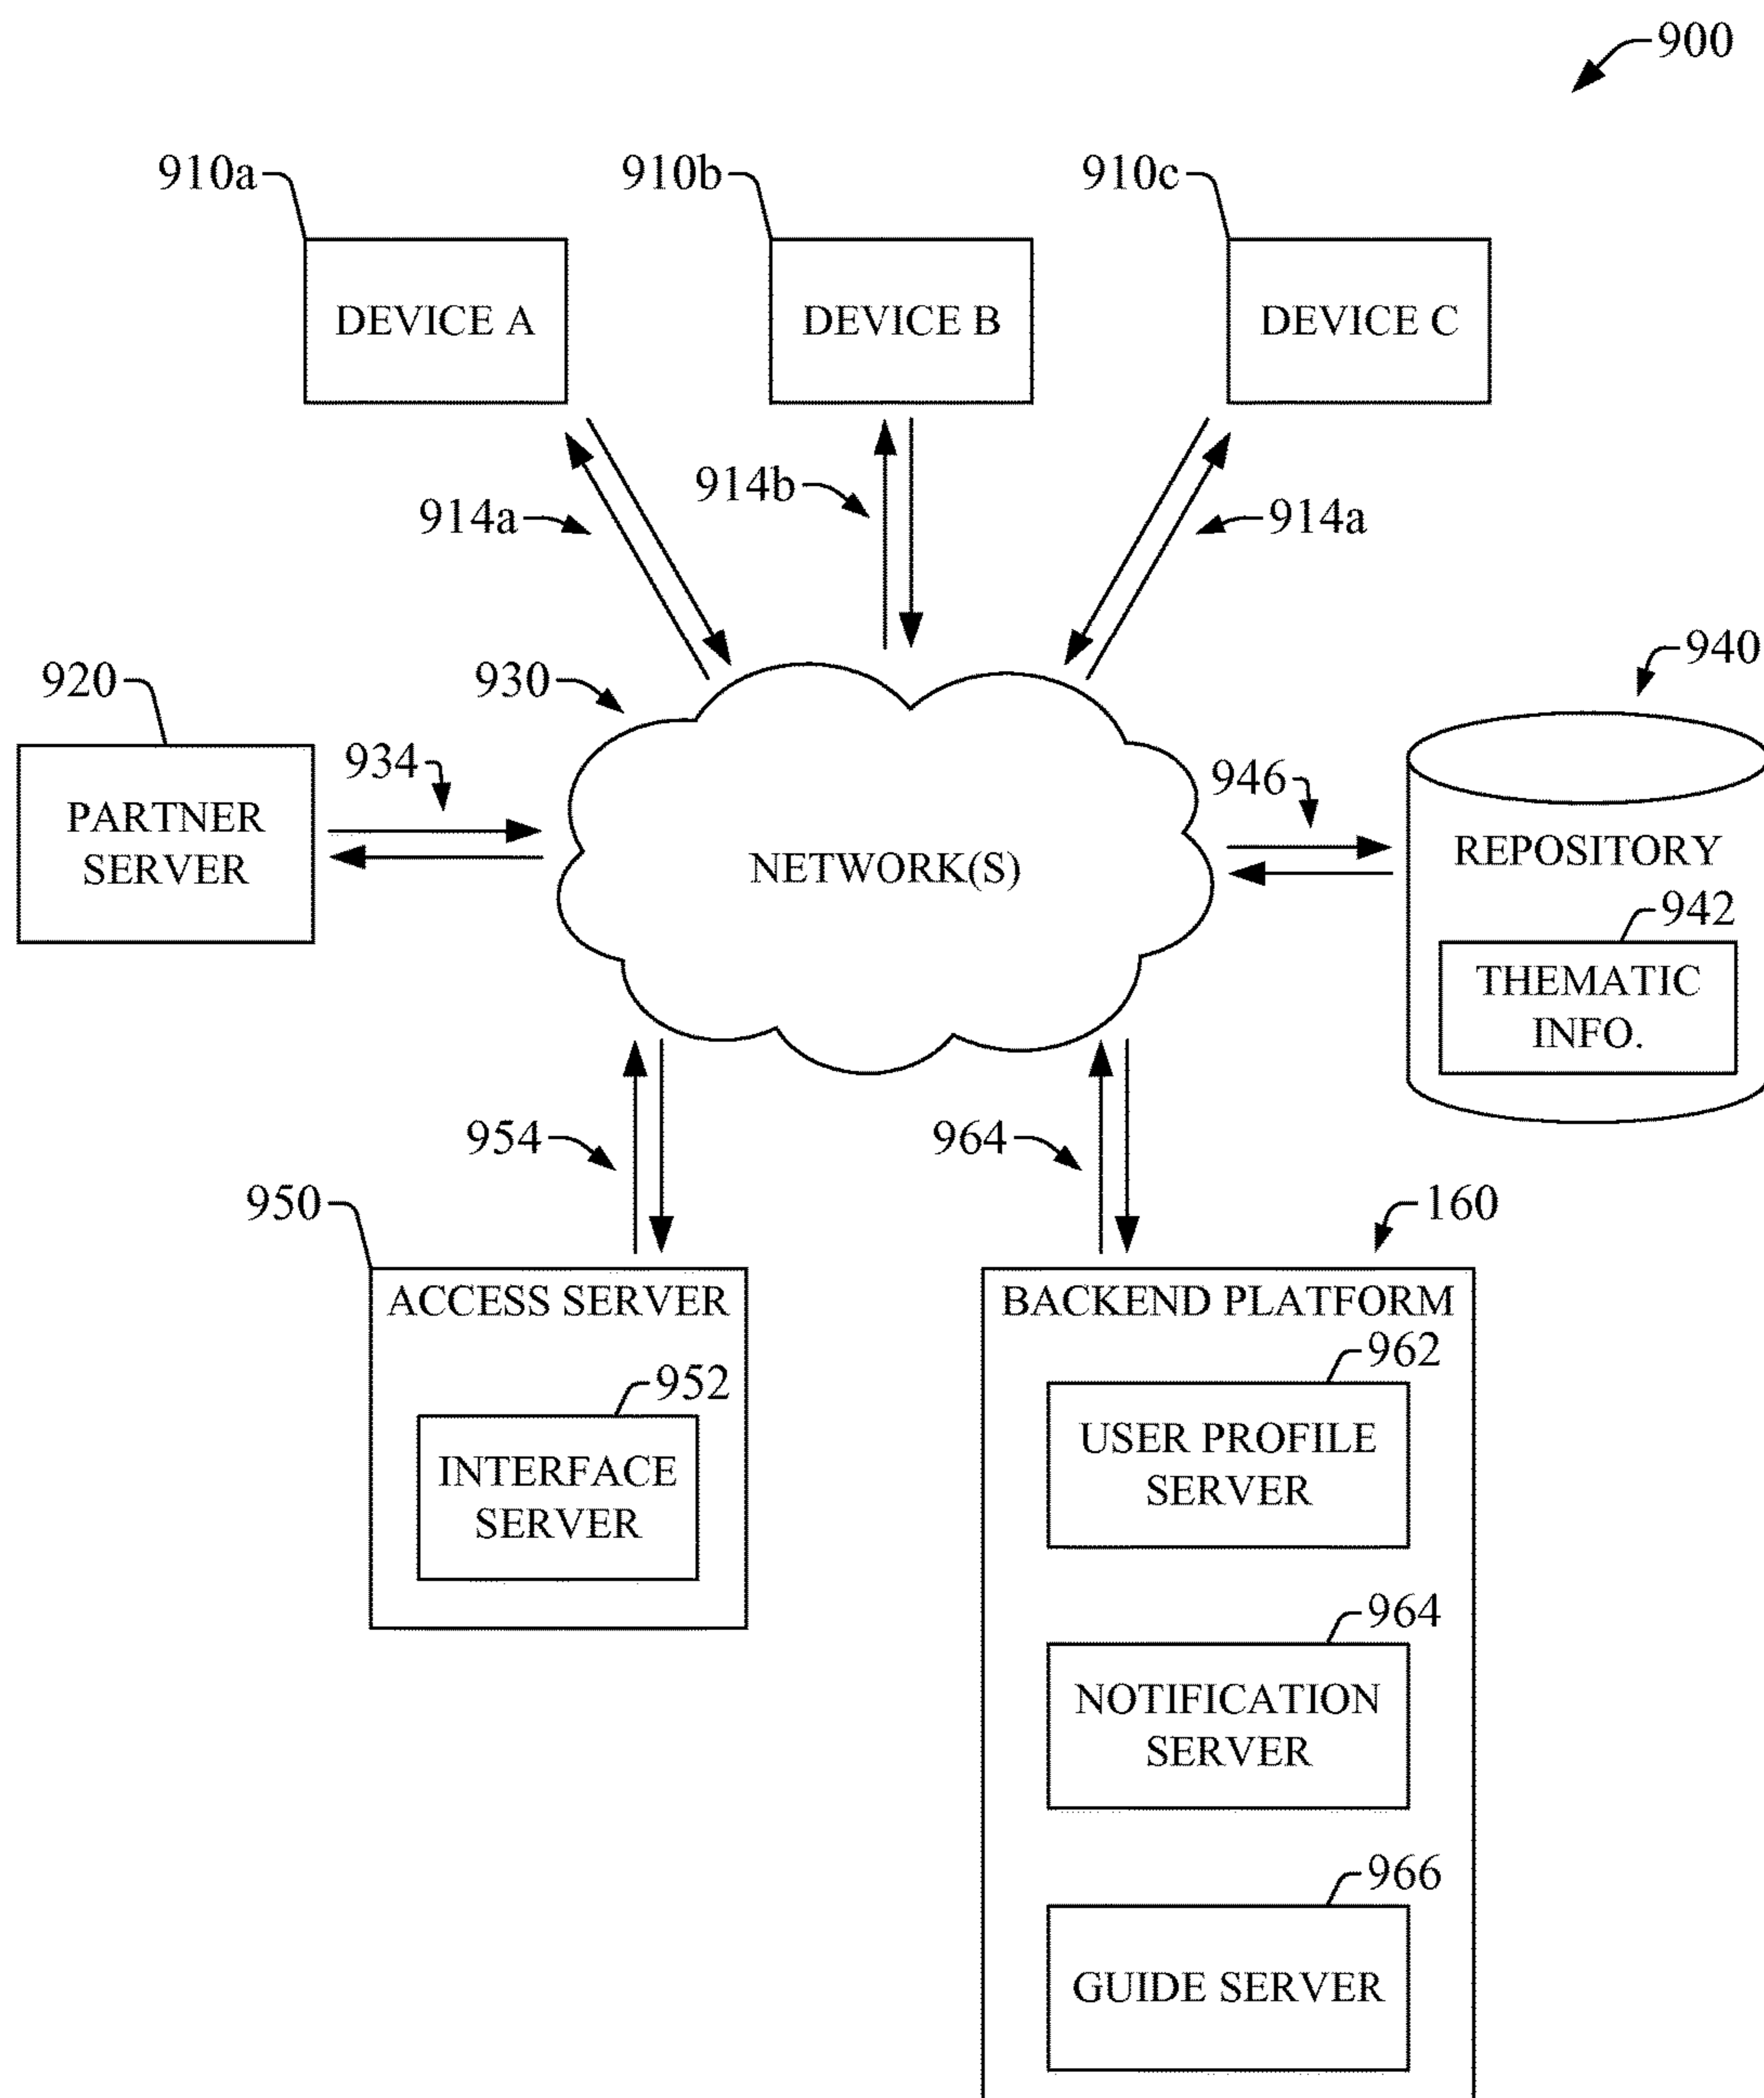 900
910a
910b
910c
DEVICE A
DEVICE B
DEVICE C
914a
914b
914a
920
930
940
934
946
PARTNER
SERVER
NETWORK(S)
REPOSITORY
942
THEMATIC
INFO.
954
964
950
160
ACCESS SERVER
952
INTERFACE
SERVER
BACKEND PLATFORM
962
USER PROFILE
SERVER
964
NOTIFICATION
SERVER
966
GUIDE SERVER